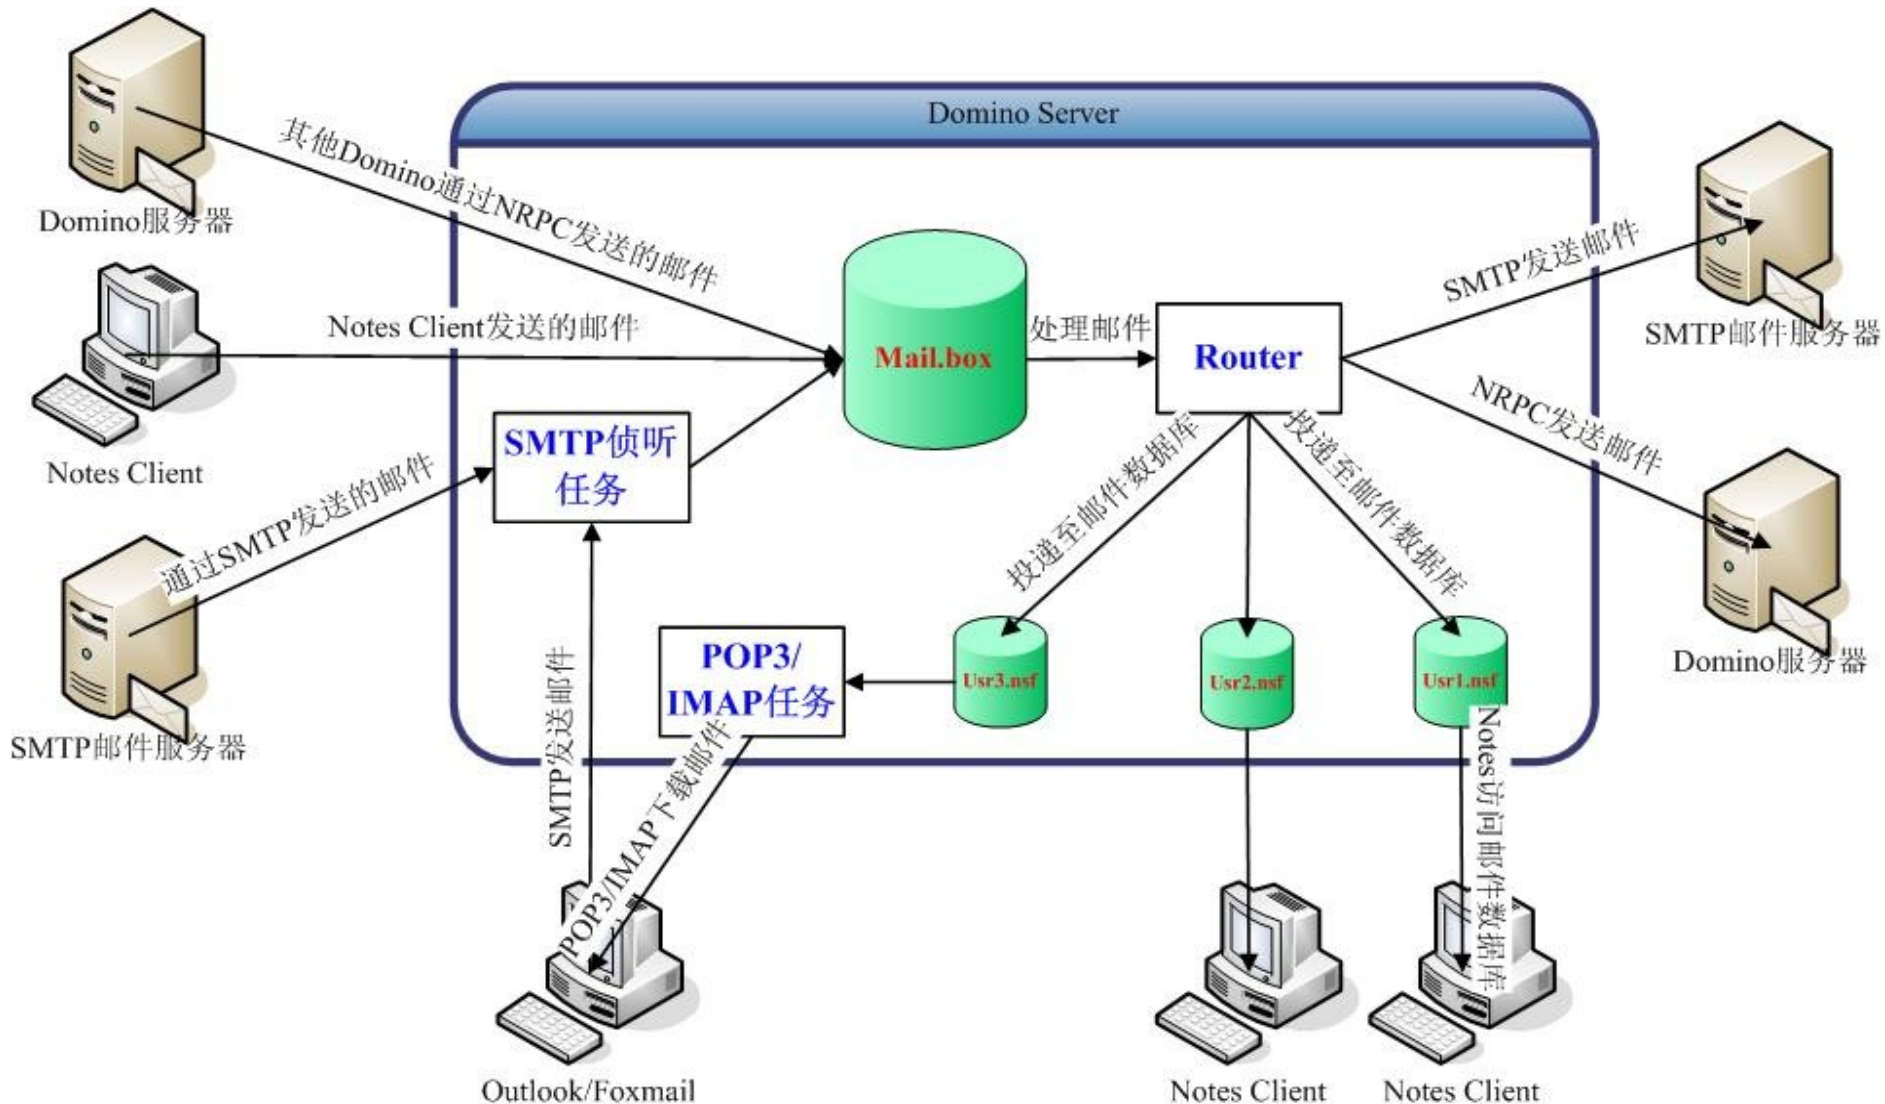 Domino Server
其他Domino通过NRPC发送的邮件
Domino服务器
Notes Client发送的邮件
Notes Client
通过SMTP发送的邮件
SMTP邮件服务器
SMTP侦听
任务
Mail.box
处理邮件
Router
SMTP发送邮件
SMTP邮件服务器
NRPC发送邮件
Domino服务器
投递至邮件数据库
投递至邮件数据库
POP3/
IMAP任务
Usr3.nsf
Usr2.nsf
Usr1.nsf
SMTP发送邮件
POP3/IMAP下载邮件
Notes访问邮件数据库
Outlook/Foxmail
Notes Client
Notes Client